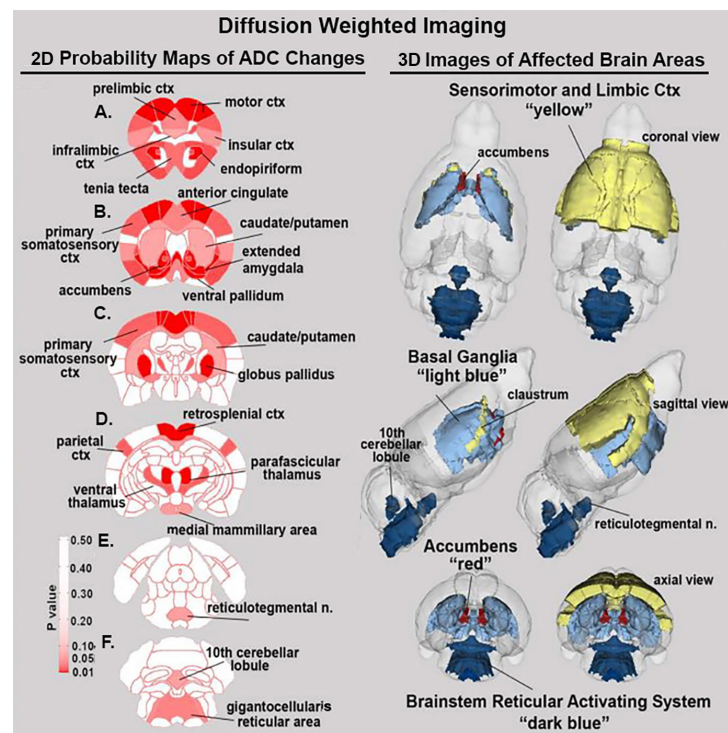 Diffusion Weighted Imaging
2D Probability Maps of ADC Changes
A.
prelimbic ctx
motor ctx
infralimbic
ctx
insular ctx
endopiriform
tenia tecta
anterior cingulate
B.
primary
somatosensory
ctx
caudate/putamen
extended
amygdala
accumbens
ventral pallidum
C.
primary
somatosensory
ctx
caudate/putamen
globus pallidus
D.
retrosplenial ctx
parietal
ctx
parafascicular
thalamus
ventral
thalamus
medial mammillary area
E.
reticulotegmental n.
F.
10th cerebellar
lobule
gigantocellularis
reticular area
P value
0.50
0.40
0.30
0.20
0.10
0.05
0.01
3D Images of Affected Brain Areas
Sensorimotor and Limbic Ctx
“yellow”
coronal view
accumbens
Basal Ganglia
“light blue”
claustrum
sagittal view
10th
cerebellar
lobule
reticulotegmental n.
Accumbens
“red”
axial view
Brainstem Reticular Activating System
“dark blue”